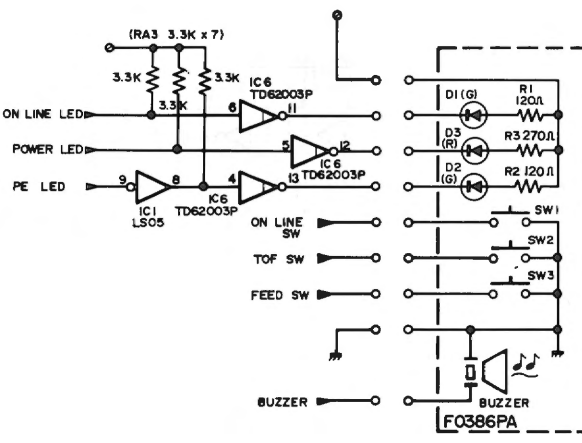 (RA3 3.3K x 7)
3.3K
3.3K
3.3K
IC6
TD62003P
6
11
ON LINE LED
POWER LED
5
12
IC6
TD62003P
PE LED
9
8
IC1
LS05
4
13
IC6
TD62003P
D1(G)
R1
120Ω
D3
(R)
R3 270Ω
D2
(G)
R2 120Ω
ON LINE
SW
SW1
TOF SW
SW2
FEED SW
SW3
BUZZER
BUZZER
F0386PA